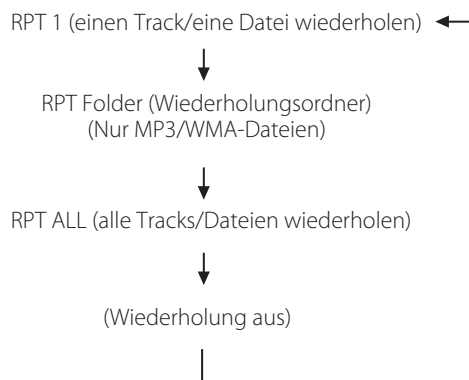 RPT 1 (einen Track/eine Datei wiederholen)
RPT Folder (Wiederholungsordner)
(Nur MP3/WMA-Dateien)
RPT ALL (alle Tracks/Dateien wiederholen)
(Wiederholung aus)